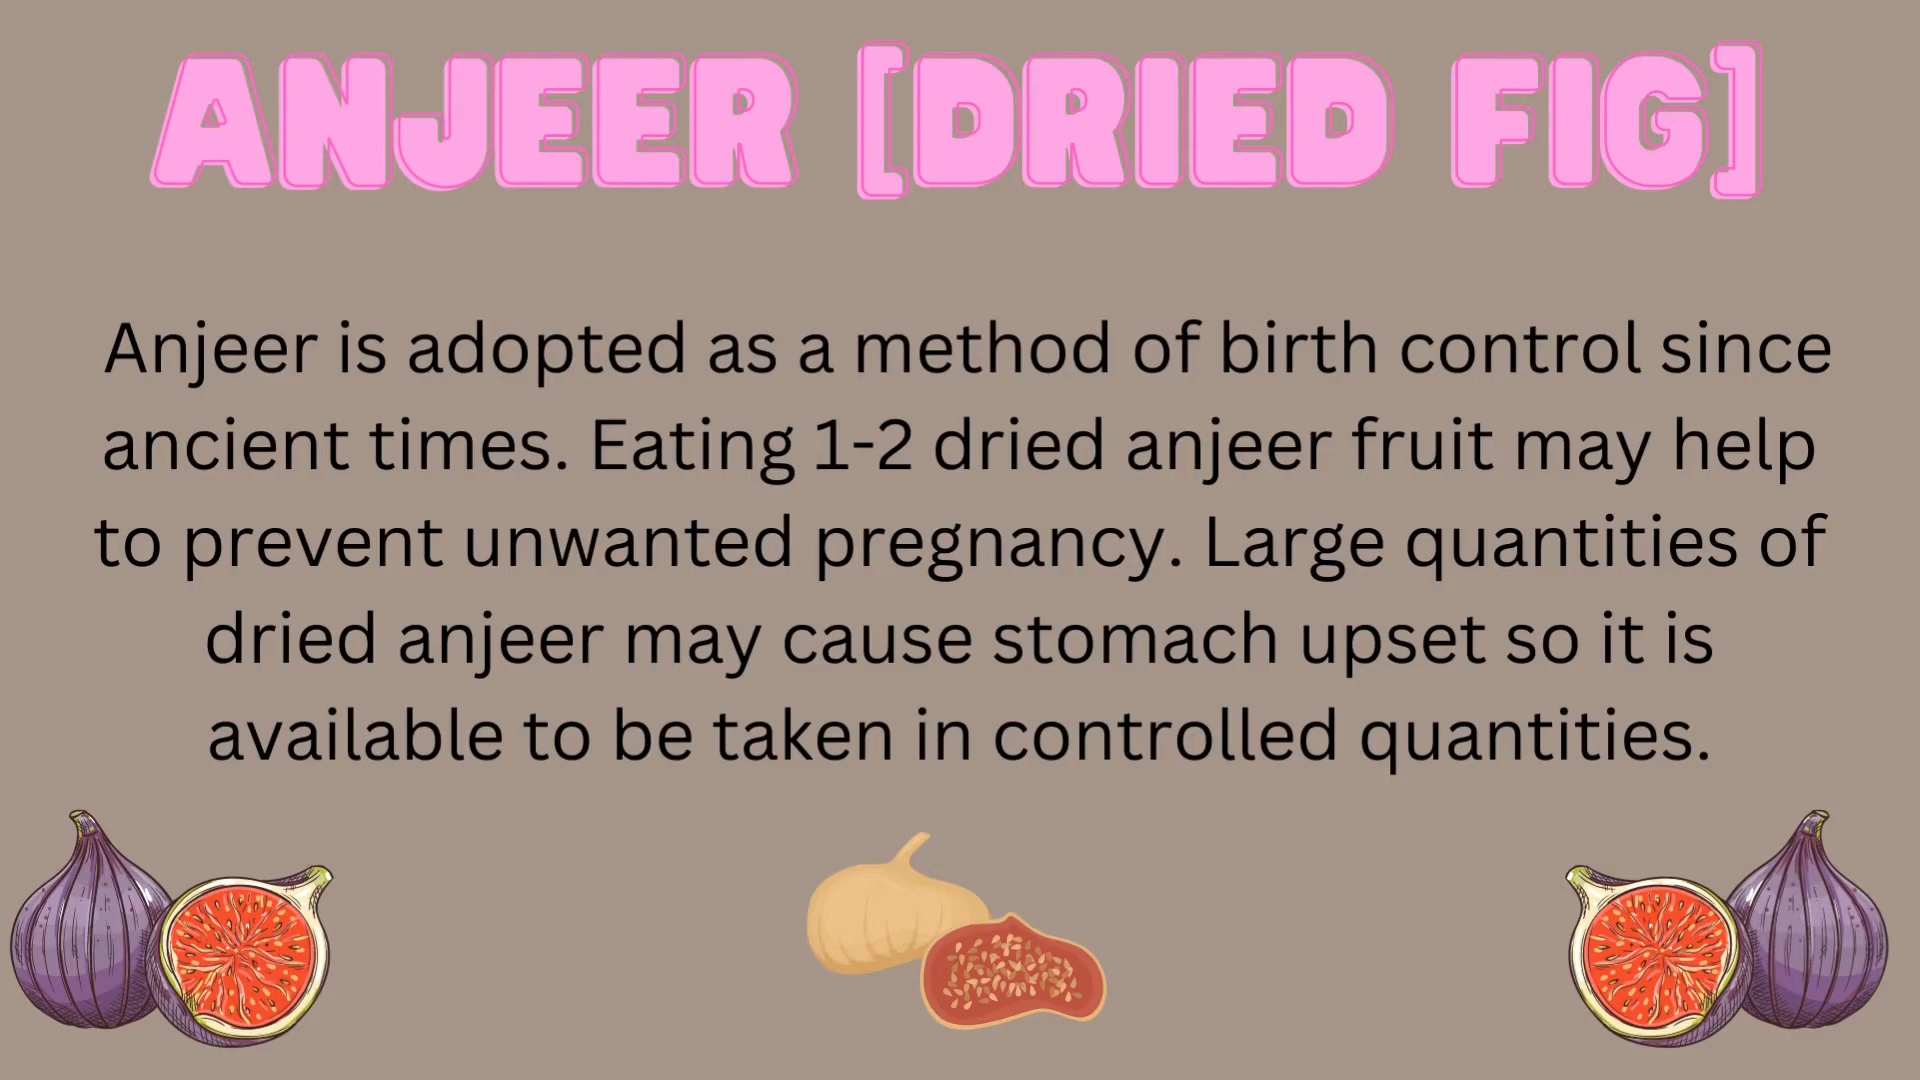 ANJEER [DRIED FIG]
Anjeer is adopted as a method of birth control since
ancient times. Eating 1-2 dried anjeer fruit may help
to prevent unwanted pregnancy. Large quantities of
dried anjeer may cause stomach upset so it is
available to be taken in controlled quantities.